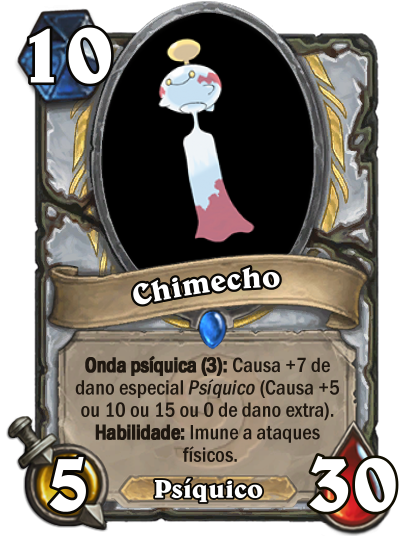 10
Chimecho
Onda psíquica (3): Causa +7 de
dano especial Psíquico (Causa +5
ou 10 ou 15 ou 0 de dano extra).
Habilidade: Imune a ataques
físicos.
5
Psíquico
30